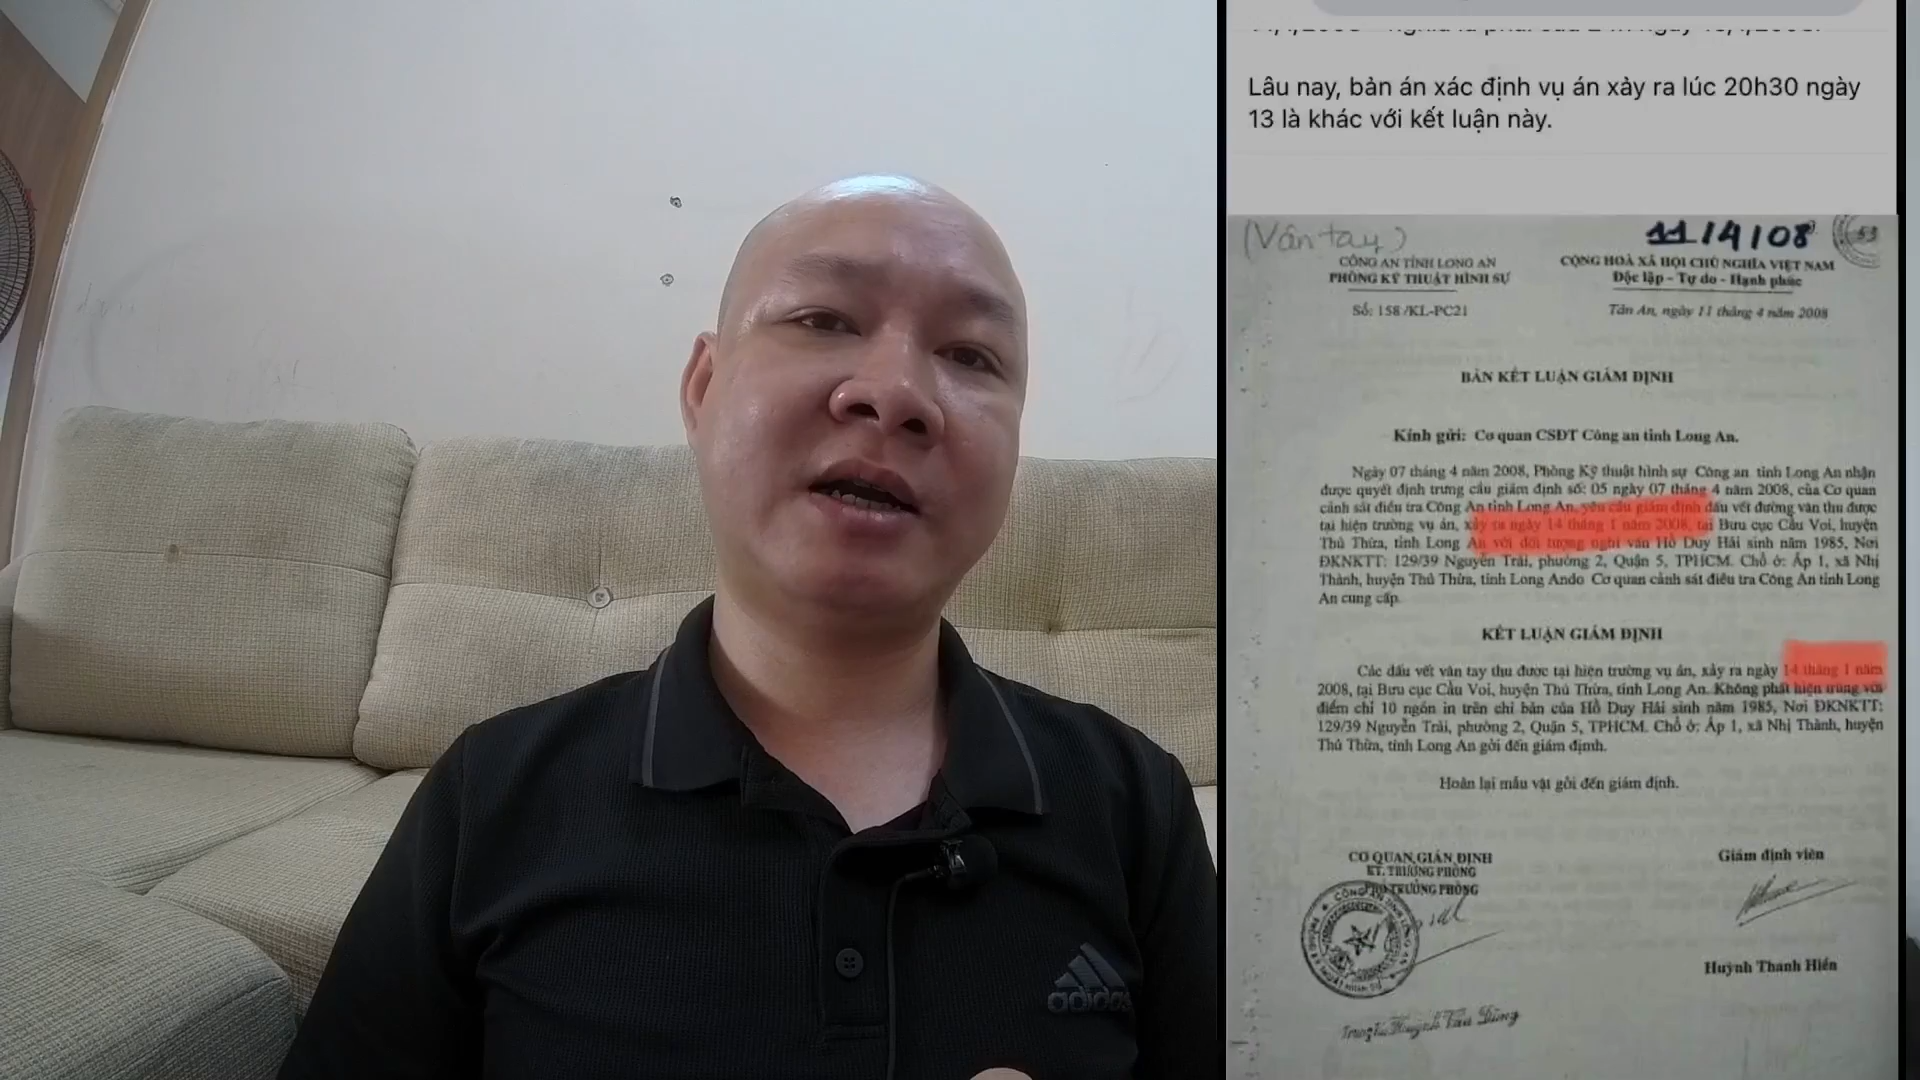 Lâu nay, bản án xác định vụ án xảy ra lúc 20h30 ngày
13 là khác với kết luận này.
(Vân tay)
11/4/08
53
CÔNG AN TỈNH LONG AN
PHÒNG KỸ THUẬT HÌNH SỰ
Số: 158 /KL-PC21
CỘNG HOÀ XÃ HỘI CHỦ NGHĨA VIỆT NAM
Độc lập - Tự do - Hạnh phúc
Tân An, ngày 11 tháng 4 năm 2008
BẢN KẾT LUẬN GIÁM ĐỊNH
Kính gửi: Cơ quan CSĐT Công an tỉnh Long An.
Ngày 07 tháng 4 năm 2008, Phòng Kỹ thuật hình sự Công an tỉnh Long An nhận
được quyết định trưng cầu giám định số: 05 ngày 07 tháng 4 năm 2008, của Cơ quan
cảnh sát điều tra Công An tỉnh Long An, yêu cầu giám định dấu vết đường vân thu được
tại hiện trường vụ án, xảy ra ngày 14 tháng 1 năm 2008, tại Bưu cục Cầu Voi, huyện
Thủ Thừa, tỉnh Long An với đối tượng nghi vấn Hồ Duy Hải sinh năm 1985, Nơi
ĐKNKTT: 129/39 Nguyễn Trãi, phường 2, Quận 5, TPHCM. Chỗ ở: Ấp 1, xã Nhị
Thành, huyện Thủ Thừa, tỉnh Long Ando Cơ quan cảnh sát điều tra Công An tỉnh Long
An cung cấp.
KẾT LUẬN GIÁM ĐỊNH
Các dấu vết vân tay thu được tại hiện trường vụ án, xảy ra ngày 14 tháng 1 năm
2008, tại Bưu cục Cầu Voi, huyện Thủ Thừa, tỉnh Long An. Không phát hiện trùng với
điểm chỉ 10 ngón in trên chỉ bản của Hồ Duy Hải sinh năm 1985, Nơi ĐKNKTT:
129/39 Nguyễn Trãi, phường 2, Quận 5, TPHCM. Chỗ ở: Ấp 1, xã Nhị Thành, huyện
Thủ Thừa, tỉnh Long An gởi đến giám định.
Hoàn lại mẫu vật gởi đến giám định.
CƠ QUAN GIÁN ĐỊNH
KT. TRƯỞNG PHÒNG
PHÓ TRƯỞNG PHÒNG
Giám định viên
Huỳnh Thanh Hiền
adidas